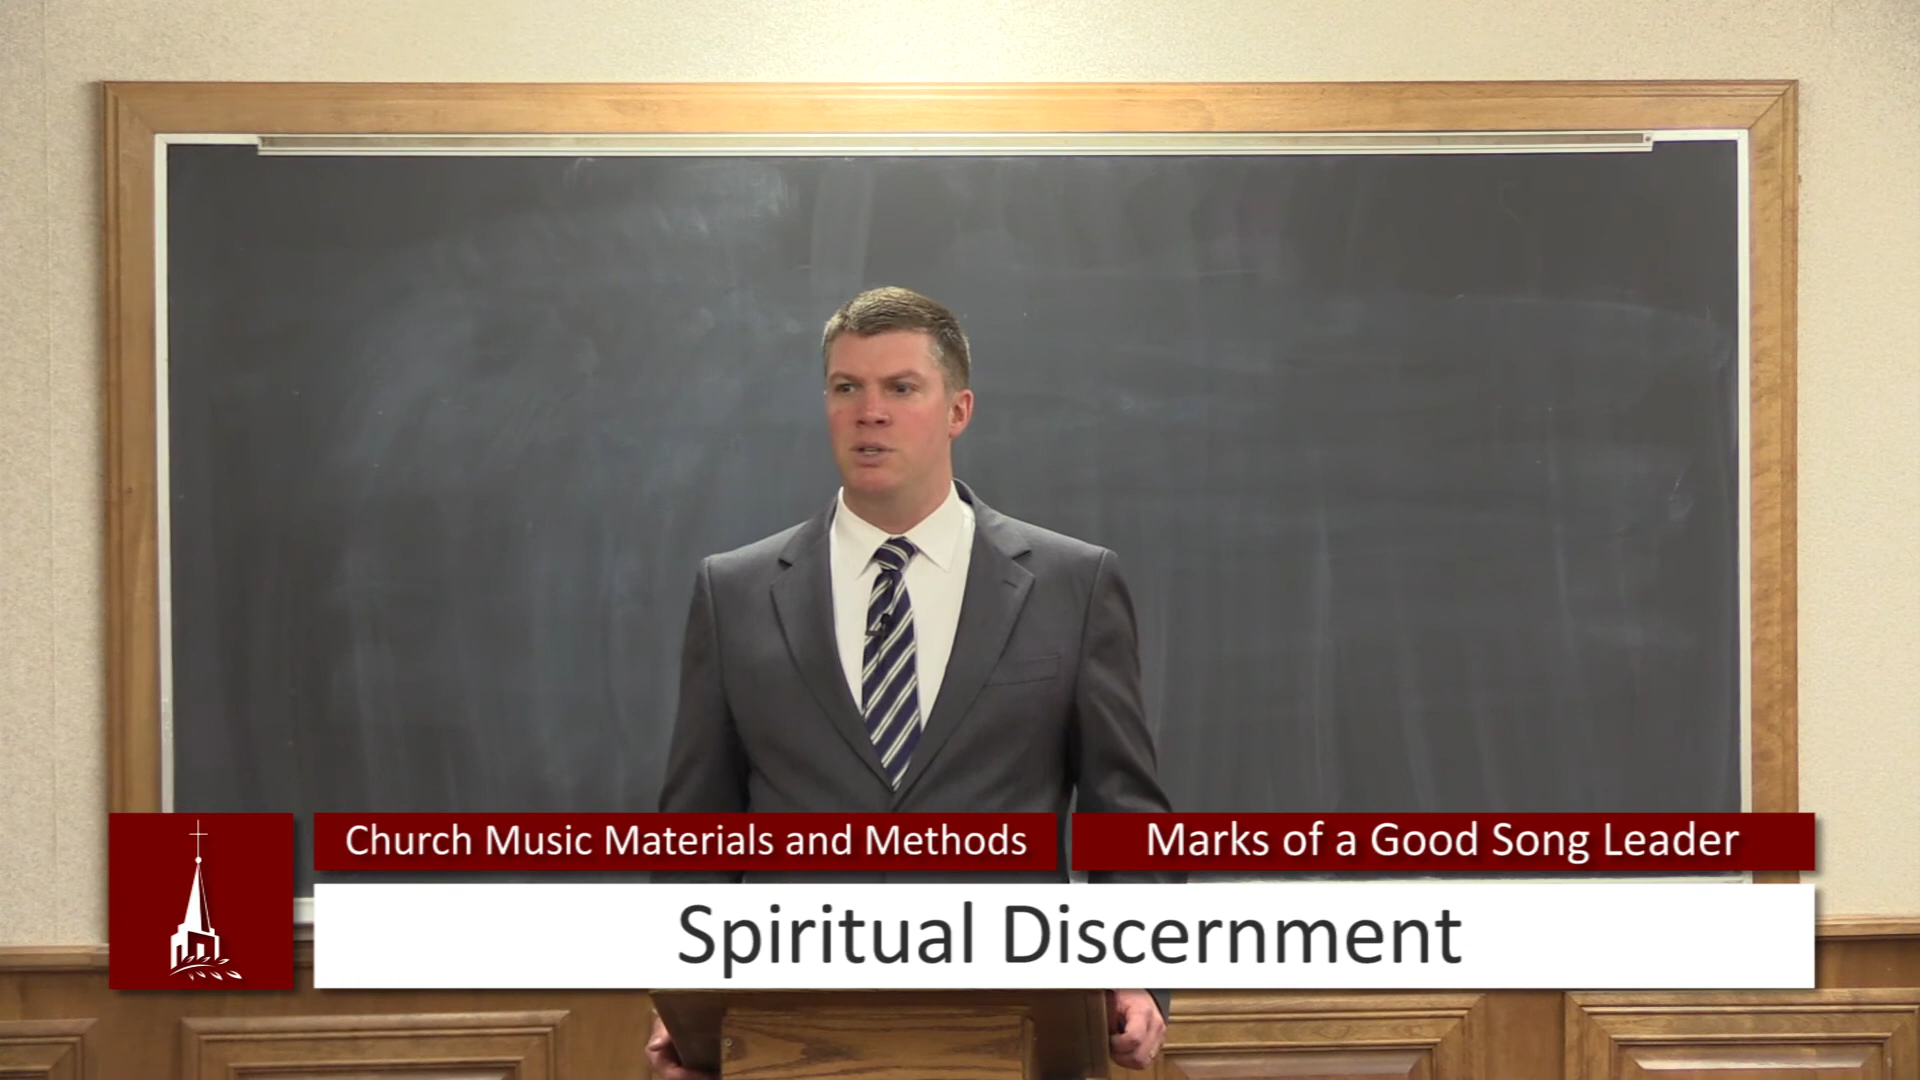 Church Music Materials and Methods
Marks of a Good Song Leader
Spiritual Discernment